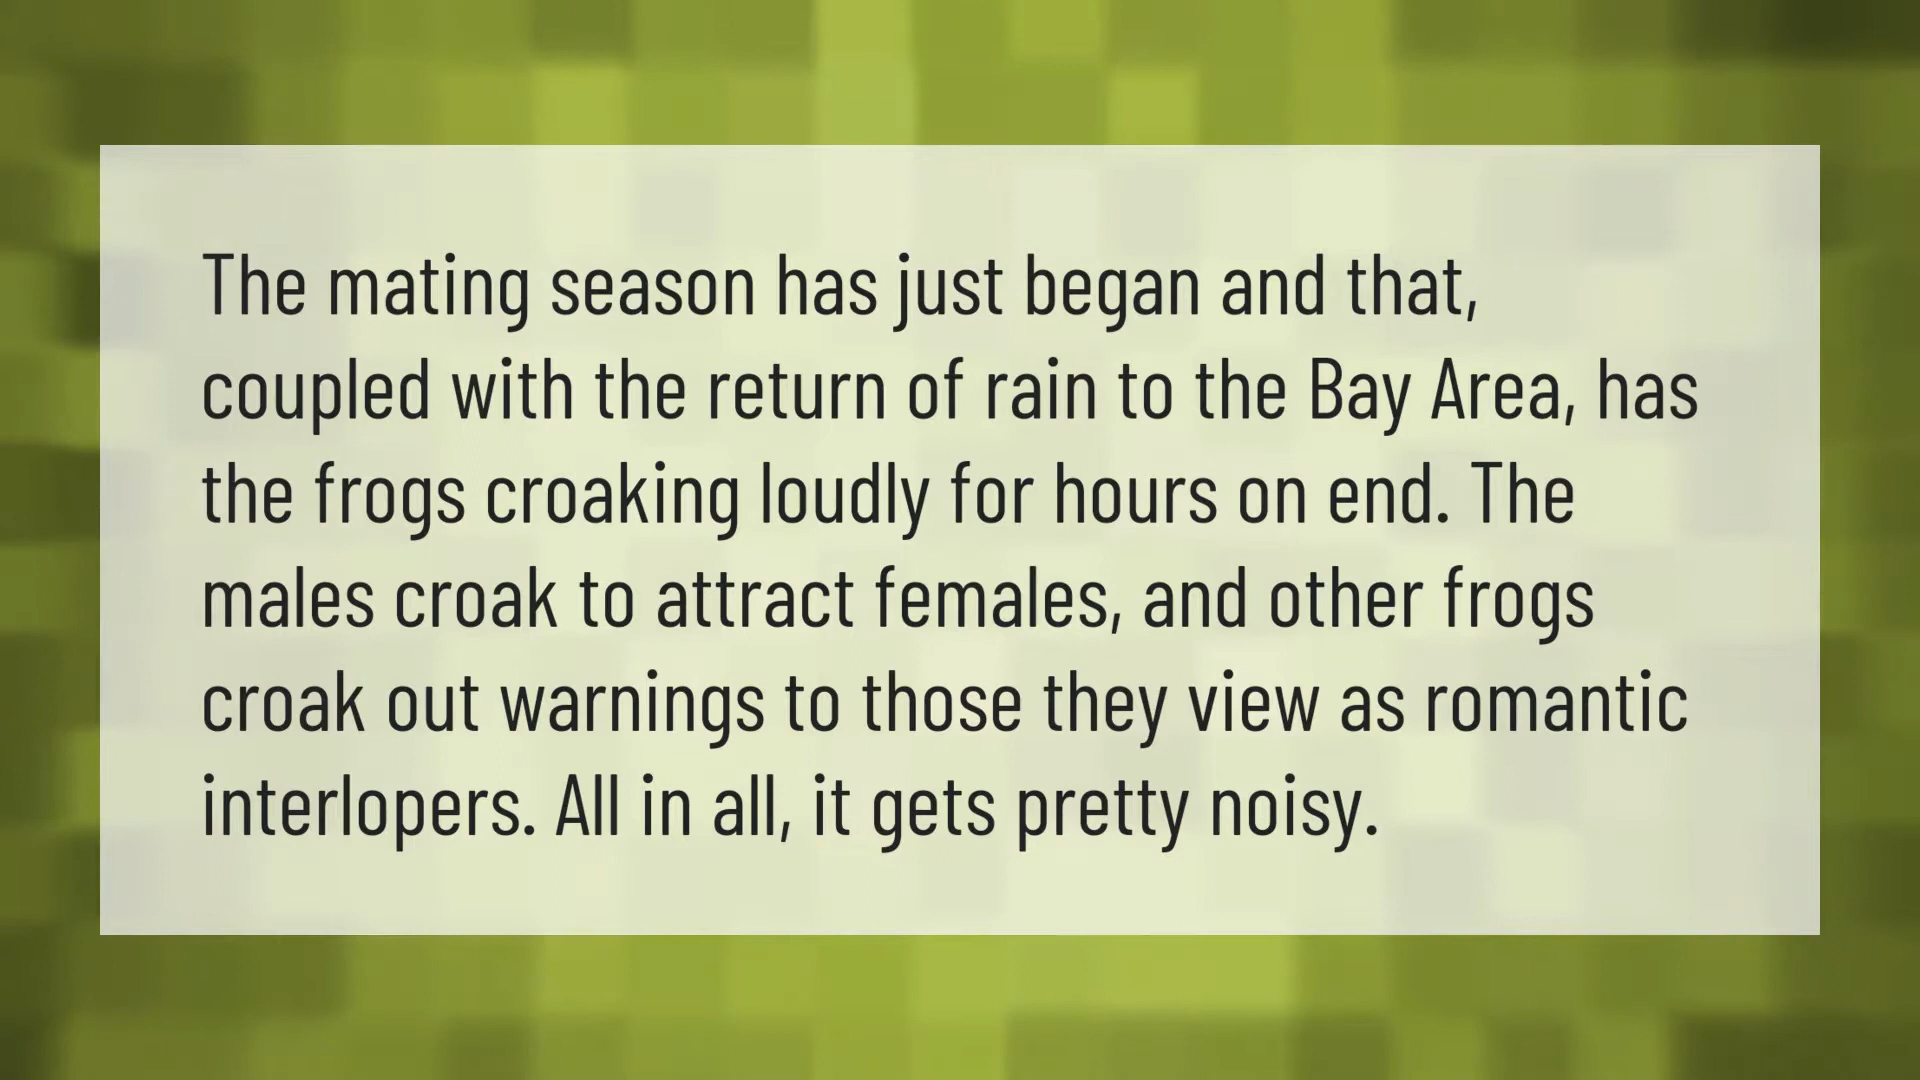 The mating season has just began and that,
coupled with the return of rain to the Bay Area, has
the frogs croaking loudly for hours on end. The
males croak to attract females, and other frogs
croak out warnings to those they view as romantic
interlopers. All in all, it gets pretty noisy.